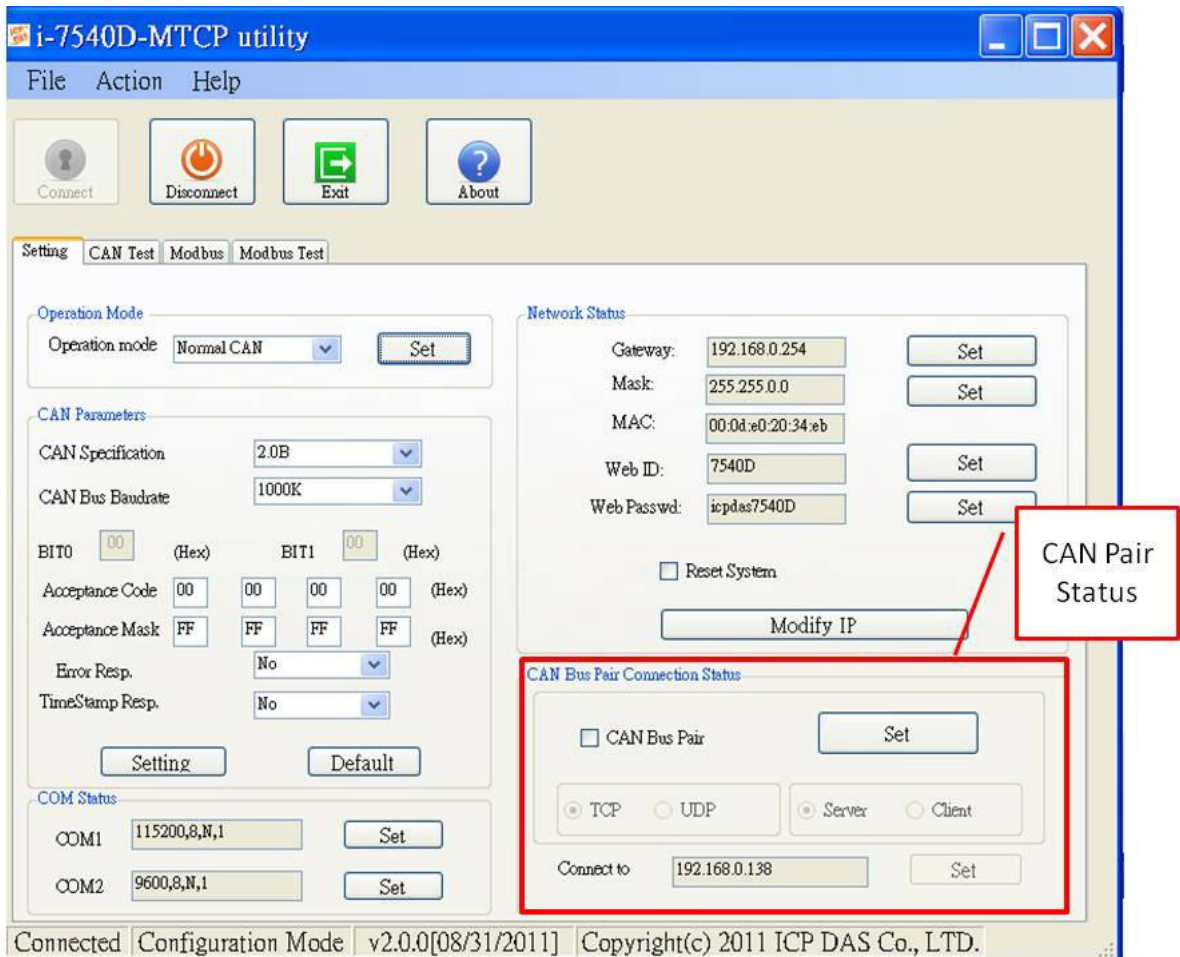 i-7540D-MTCP utility
File Action Help
Connect Disconnect Exit About
Setting CAN Test Modbus Modbus Test
Operation Mode
Operation mode Normal CAN Set
CAN Parameters
CAN Specification 2.0B
CAN Bus Baudrate 1000K
BIT0 00 (Hex) BIT1 00 (Hex)
Acceptance Code 00 00 00 00 (Hex)
Acceptance Mask FF FF FF FF (Hex)
Error Resp. No
TimeStamp Resp. No
Setting Default
COM Status
COM1 115200,8,N,1 Set
COM2 9600,8,N,1 Set
Network Status
Gateway: 192.168.0.254 Set
Mask: 255.255.0.0 Set
MAC: 00:0d:e0:20:34:eb
Web ID: 7540D Set
Web Passwd: icpdas7540D Set
Reset System
Modify IP
CAN Pair
Status
CAN Bus Pair Connection Status
CAN Bus Pair Set
TCP UDP Server Client
Connect to 192.168.0.138 Set
Connected Configuration Mode v2.0.0[08/31/2011] Copyright(c) 2011 ICP DAS Co., LTD.